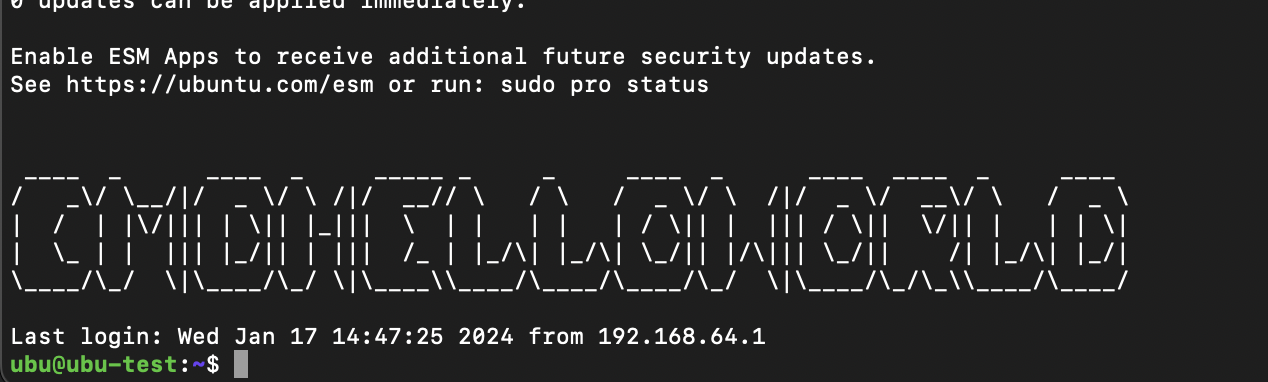 0 updates can be applied immediately.
Enable ESM Apps to receive additional future security updates.
See https://ubuntu.com/esm or run: sudo pro status
CMDHELLOWORLD
Last login: Wed Jan 17 14:47:25 2024 from 192.168.64.1
ubu@ubu-test:~$